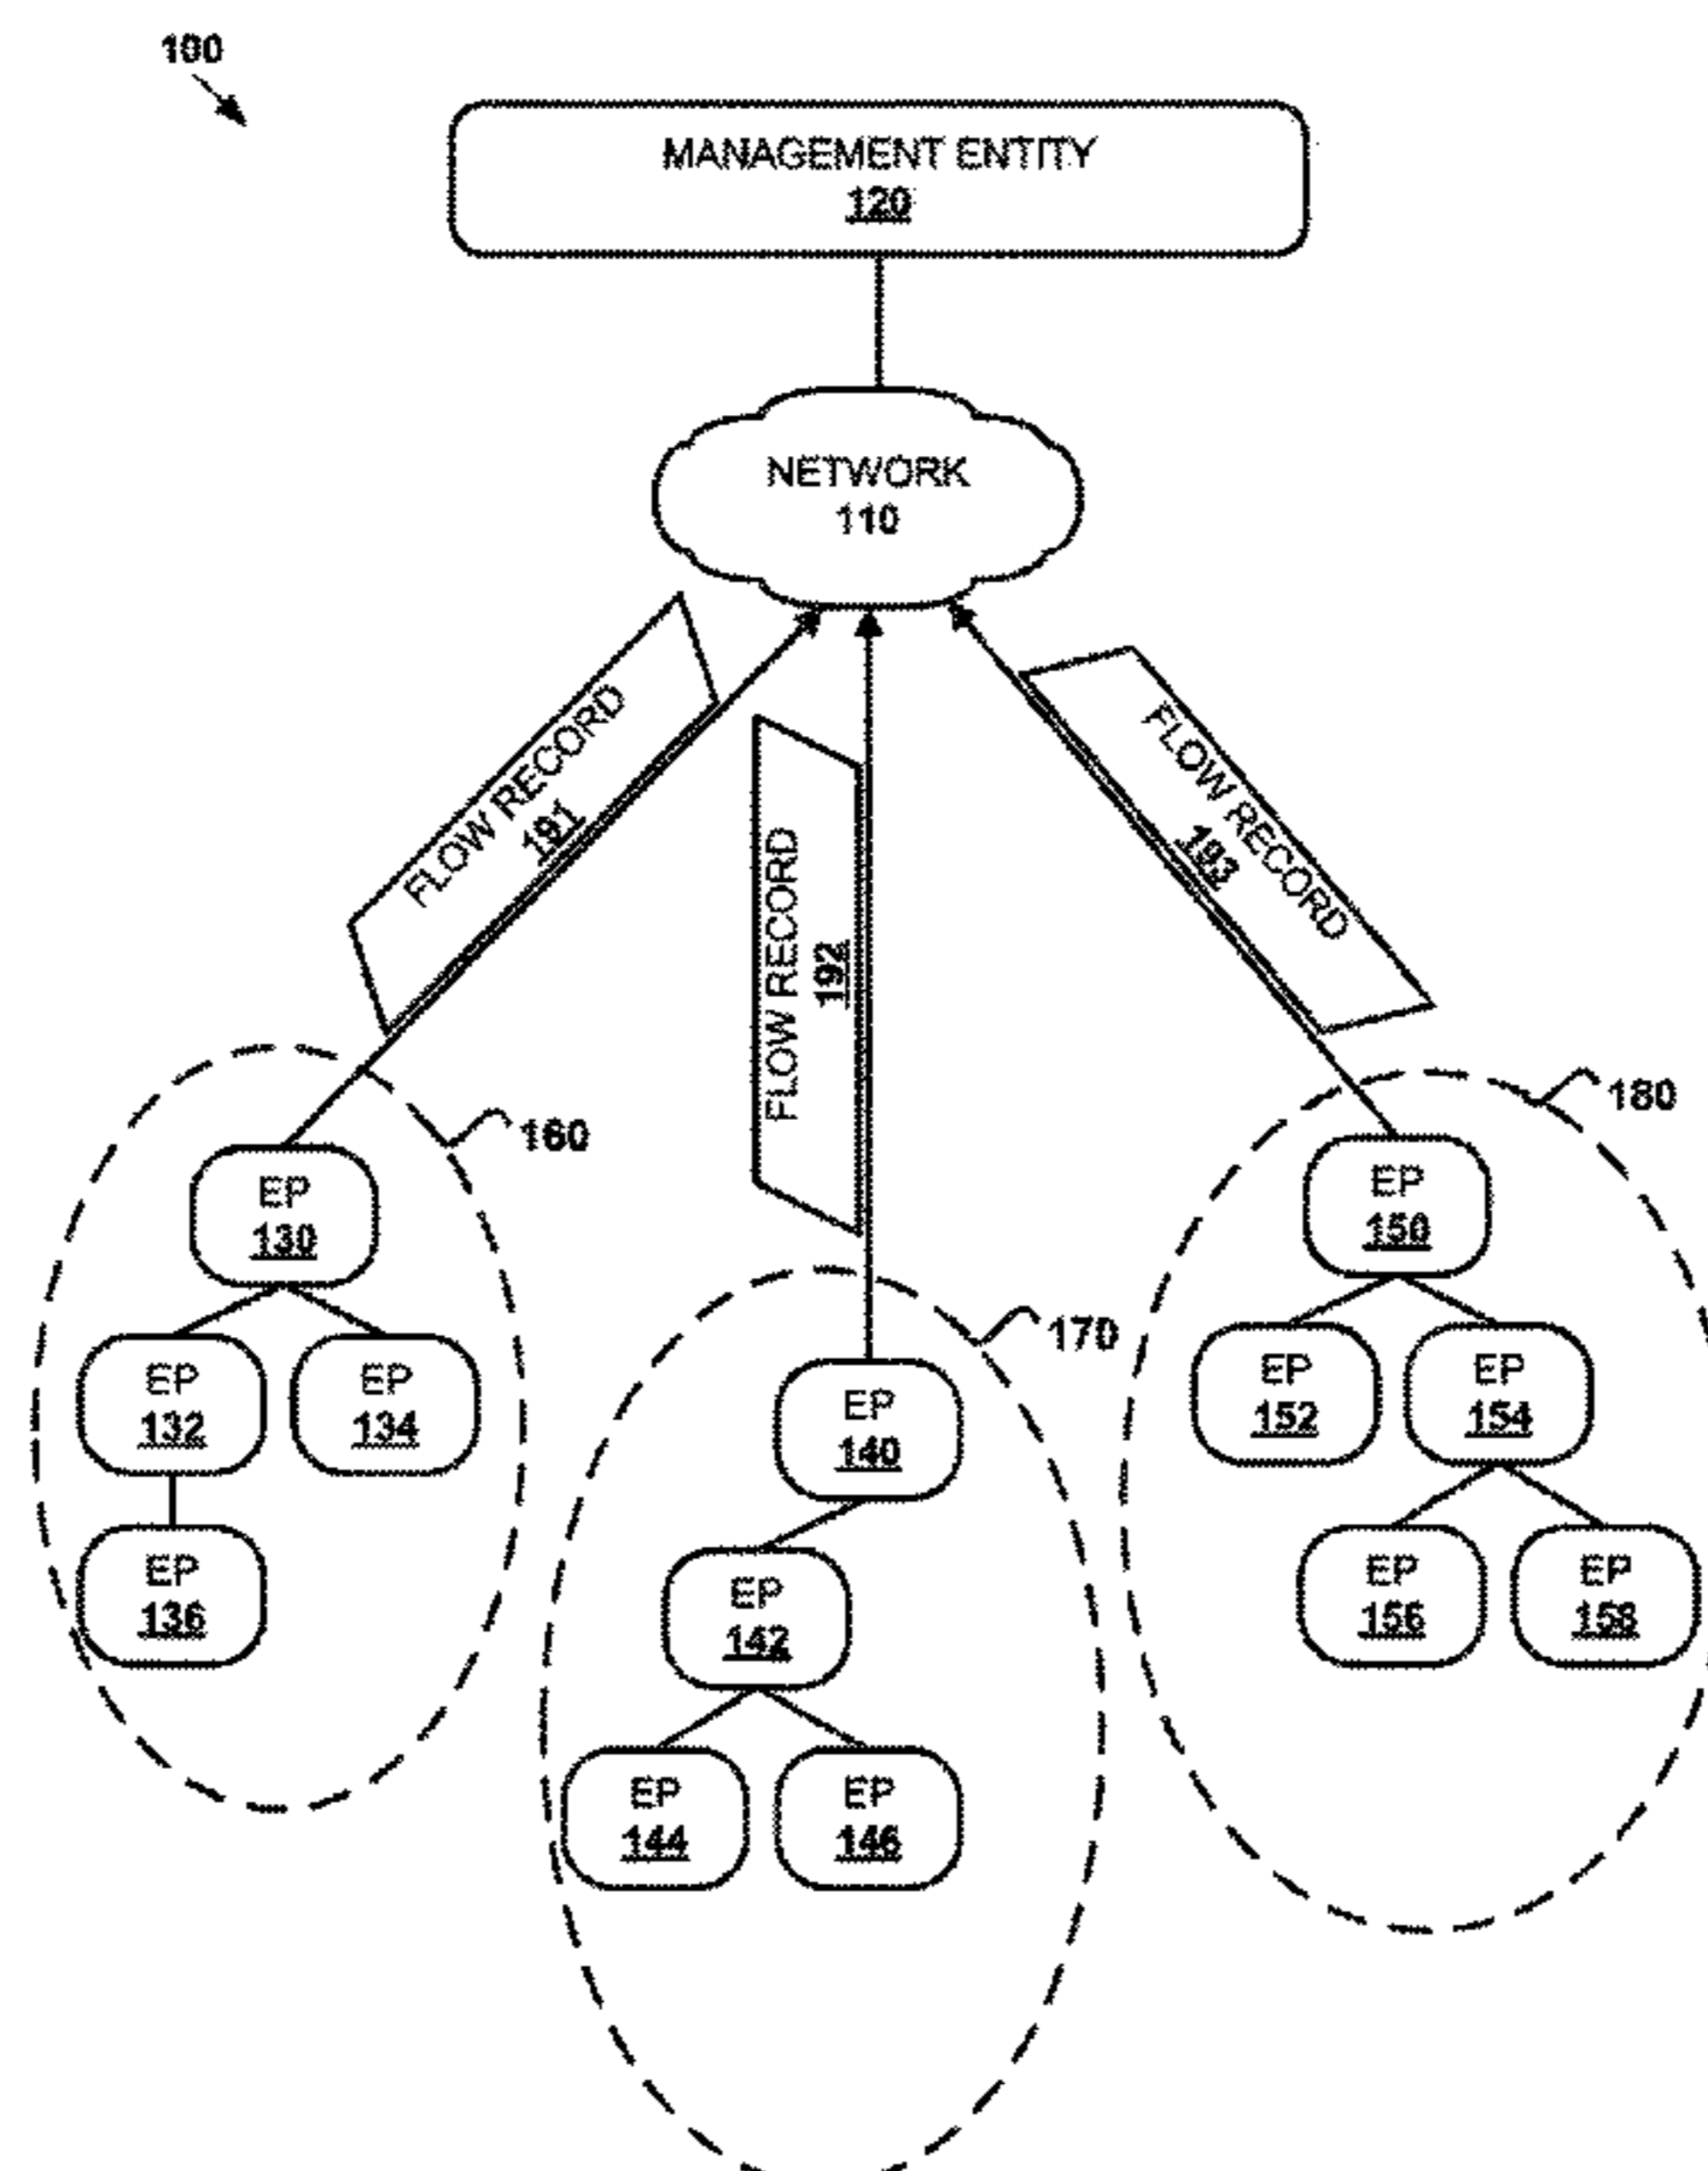 100
MANAGEMENT ENTITY
120
NETWORK
110
FLOW RECORD
191
FLOW RECORD
192
FLOW RECORD
193
160
EP
130
EP
132
EP
134
EP
136
170
EP
140
EP
142
EP
144
EP
146
180
EP
150
EP
152
EP
154
EP
156
EP
158